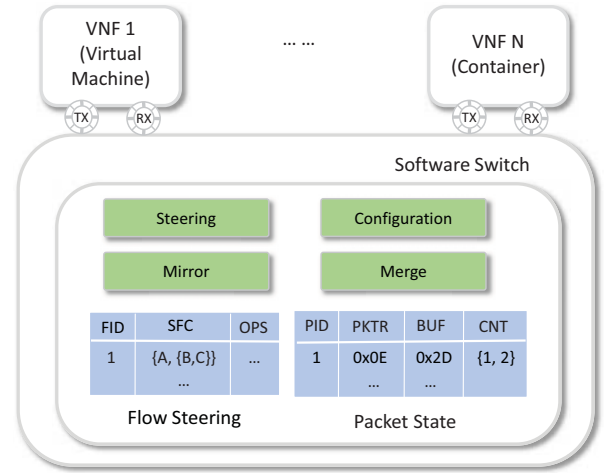 VNF 1
(Virtual
Machine)
... ...
VNF N
(Container)
TX RX TX RX
Software Switch
Steering Configuration
Mirror Merge
FID SFC OPS PID PKTR BUF CNT
1 {A, {B,C}} ... 1 0x0E 0x2D {1, 2}
... ... ...
Flow Steering Packet State